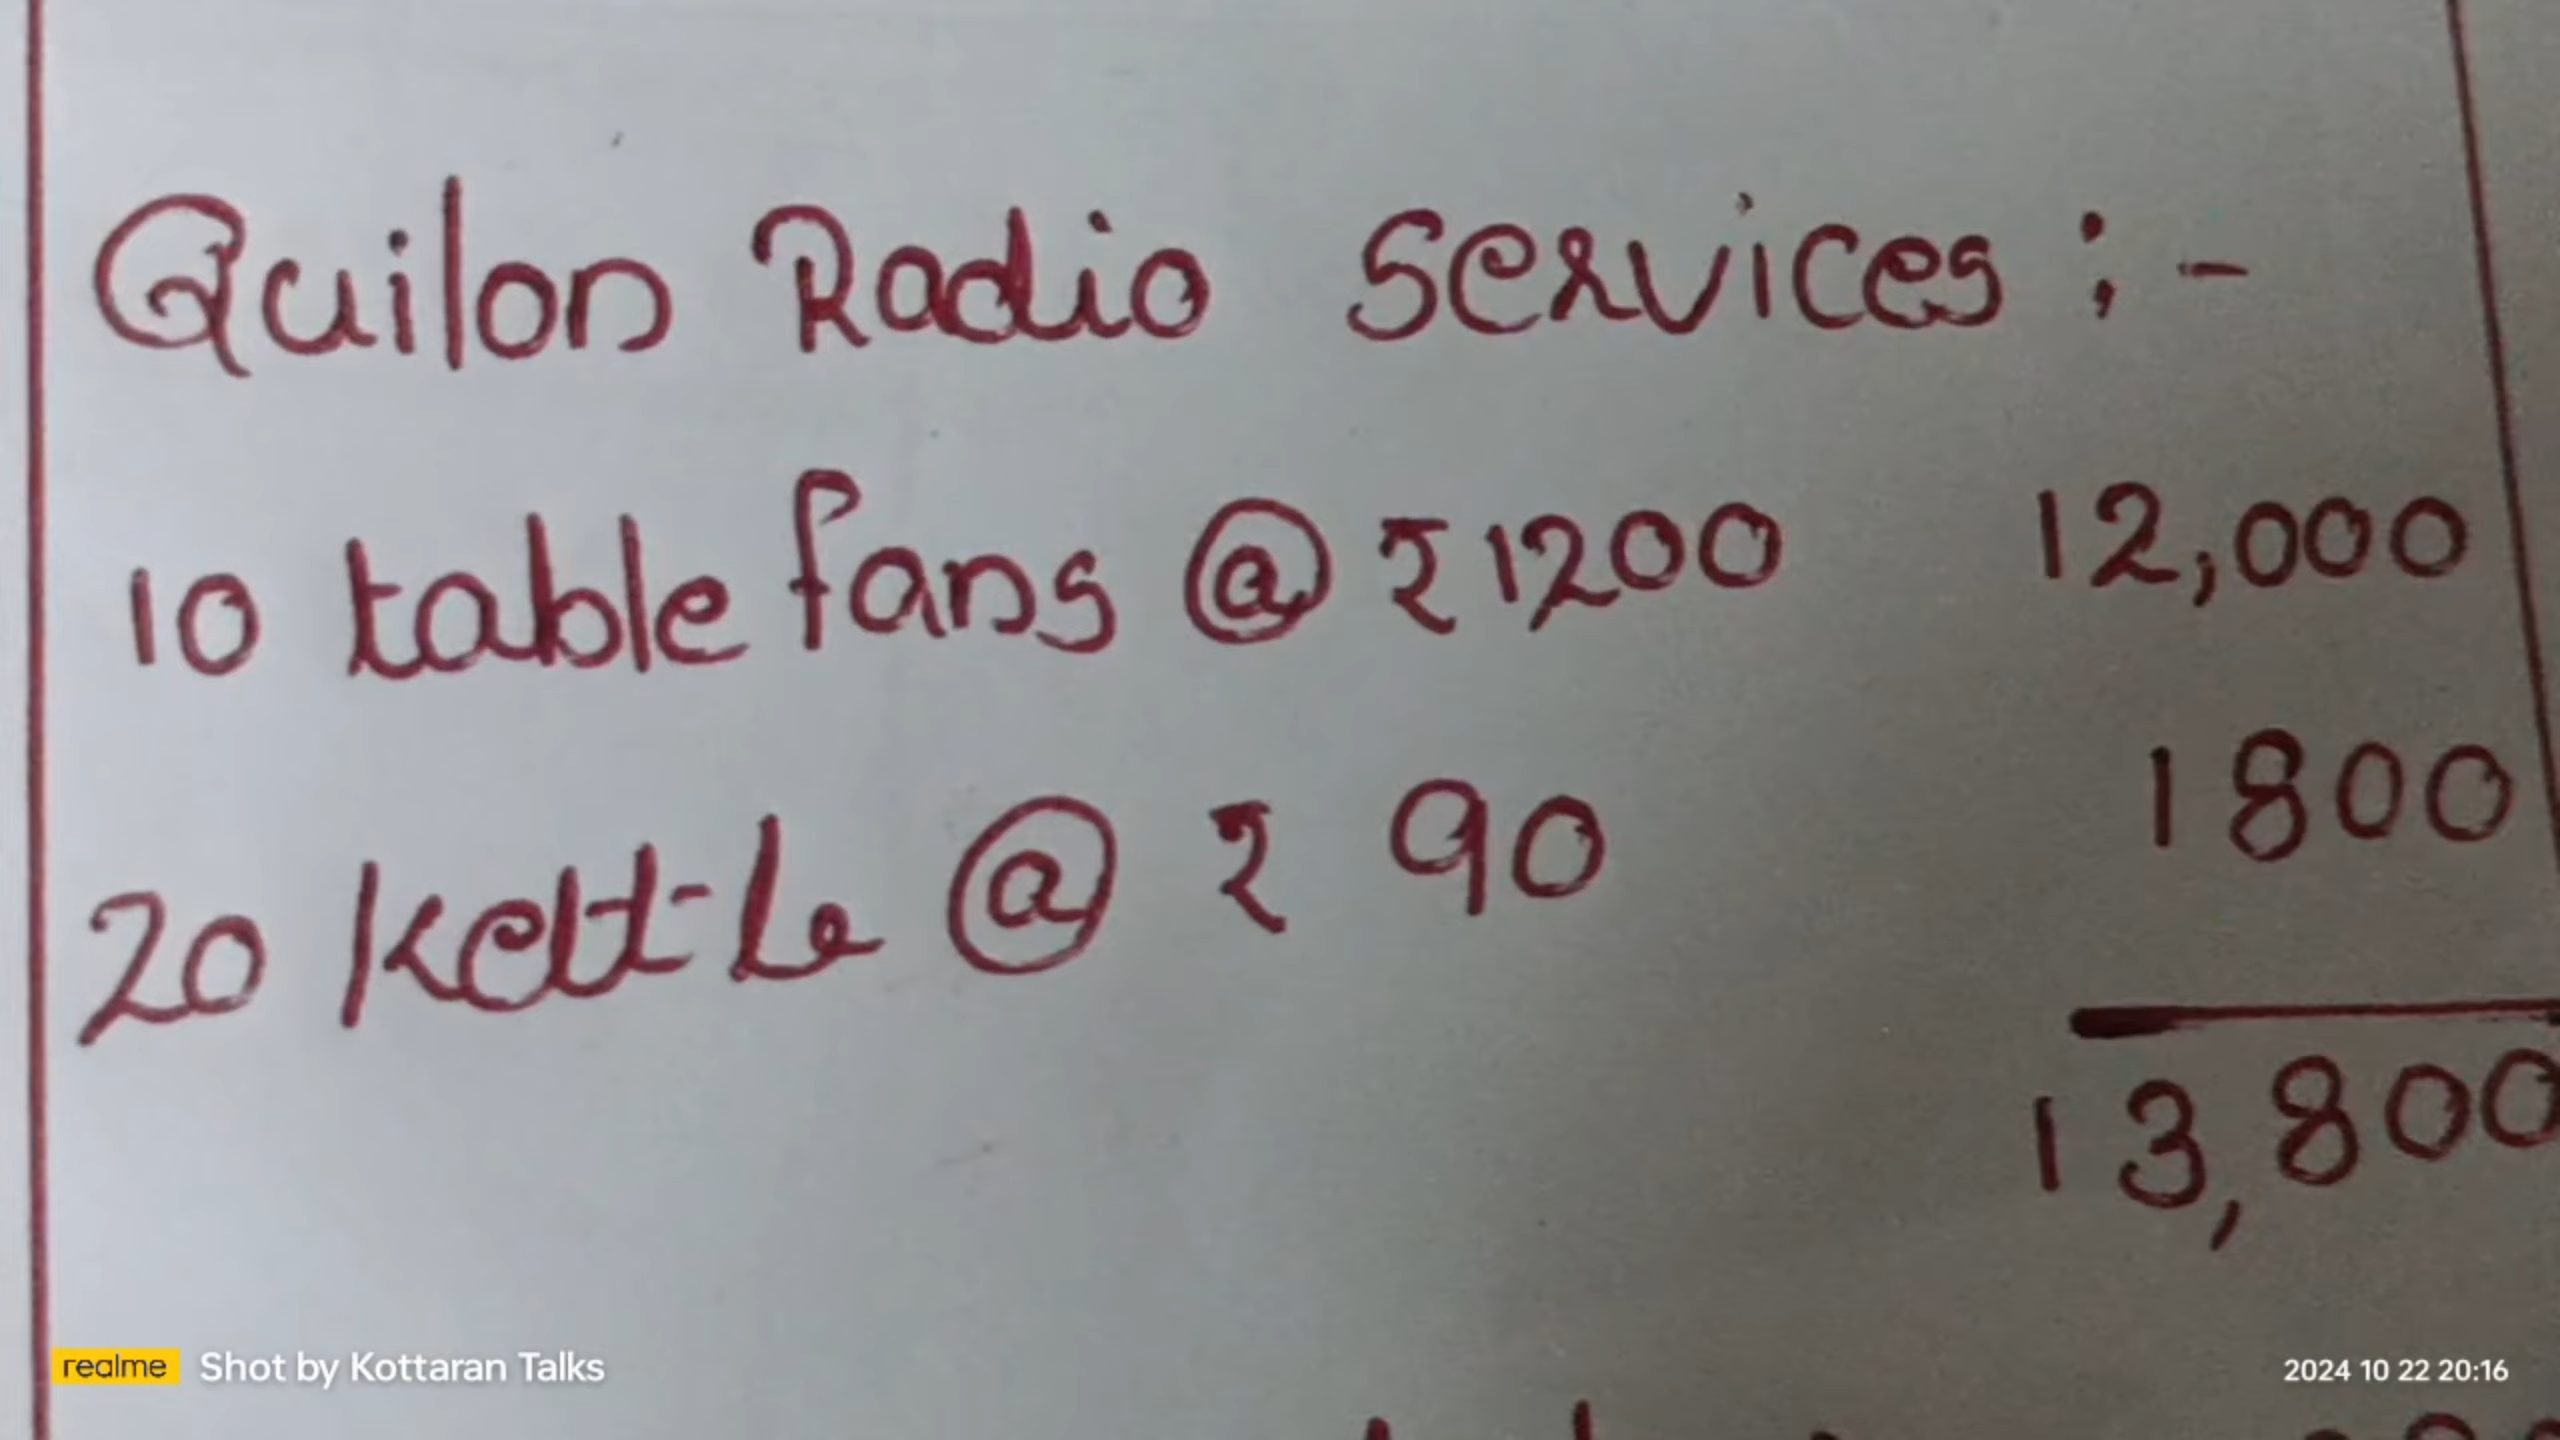 Quilon Radio Services :-
10 table fans @ ₹1200 12,000
20 Kettle @ ₹ 90 1800
13,800
realme Shot by Kottaran Talks 2024 10 22 20:16